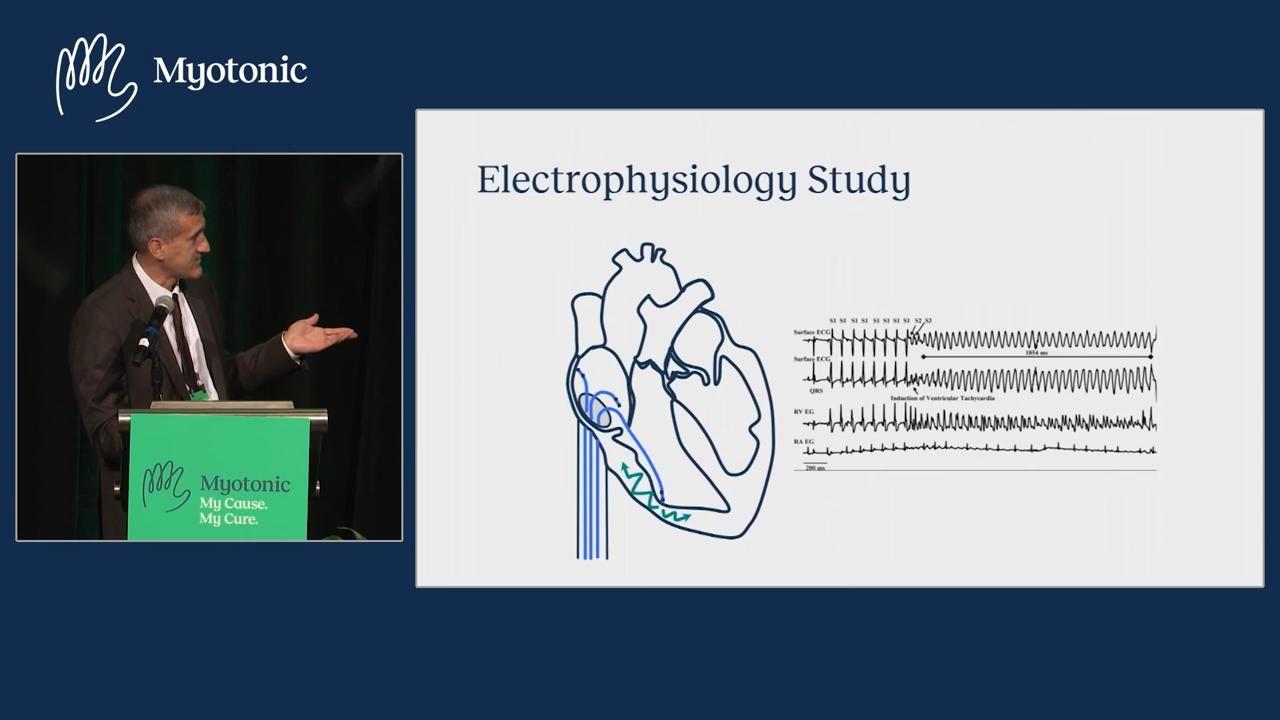 Myotonic
Electrophysiology Study
S1 S1 S1 S1 S1 S1 S1 S1 S2 S3
Surface ECG
1854 ms
Surface ECG
QRS
Induction of Ventricular Tachycardia
RV EG
RA EG
200 ms
Myotonic
My Cause.
My Cure.